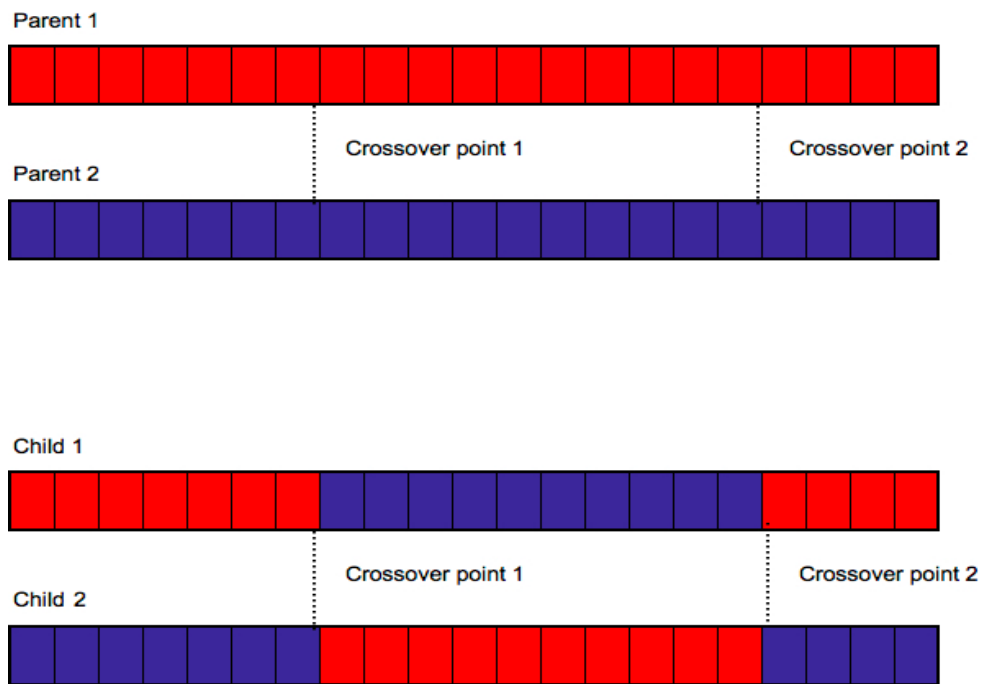 Parent 1
Crossover point 1
Crossover point 2
Parent 2
Child 1
Crossover point 1
Crossover point 2
Child 2